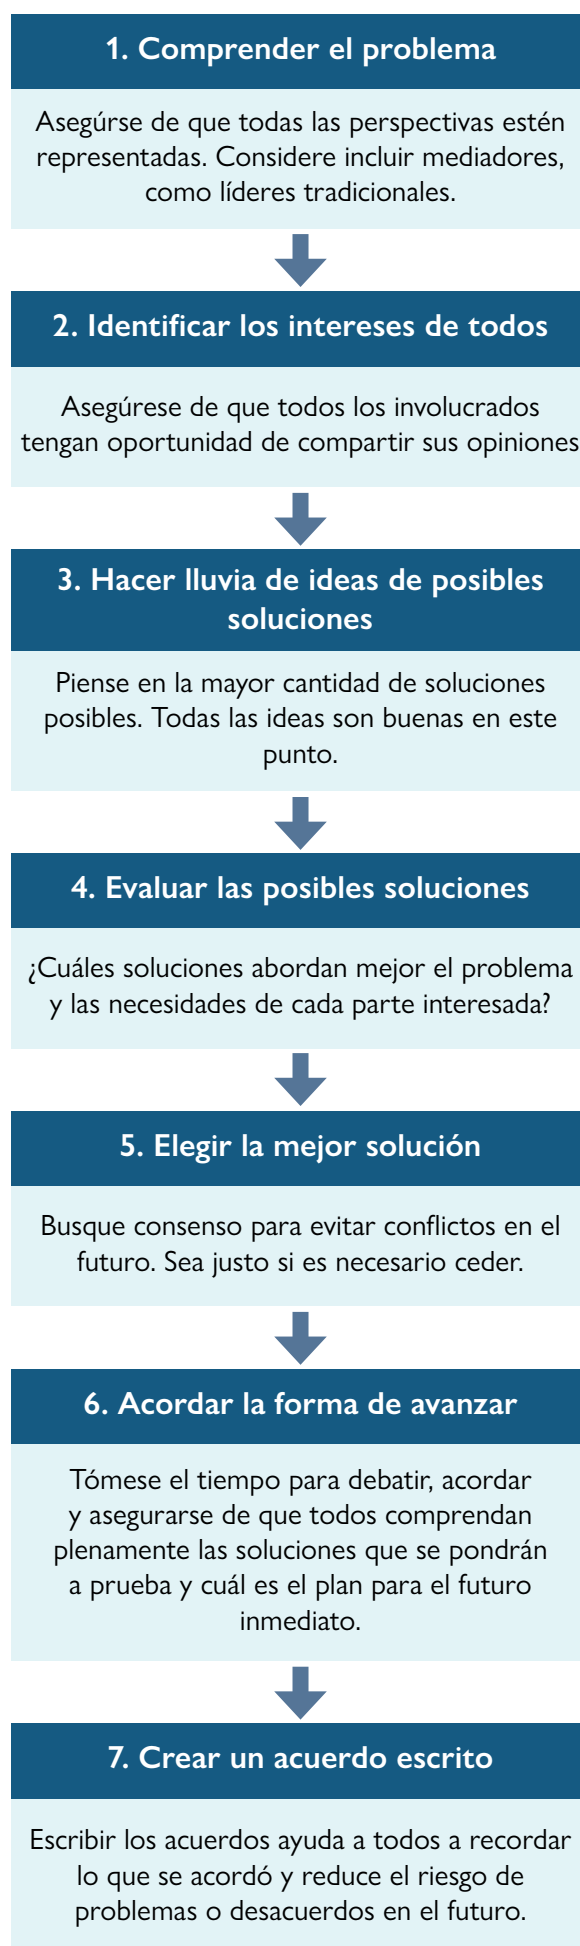 1. Comprender el problema
Asegúrse de que todas las perspectivas estén
representadas. Considere incluir mediadores,
como líderes tradicionales.
2. Identificar los intereses de todos
Asegúrese de que todos los involucrados
tengan oportunidad de compartir sus opiniones
3. Hacer lluvia de ideas de posibles
soluciones
Piense en la mayor cantidad de soluciones
posibles. Todas las ideas son buenas en este
punto.
4. Evaluar las posibles soluciones
¿Cuáles soluciones abordan mejor el problema
y las necesidades de cada parte interesada?
5. Elegir la mejor solución
Busque consenso para evitar conflictos en el
futuro. Sea justo si es necesario ceder.
6. Acordar la forma de avanzar
Tómese el tiempo para debatir, acordar
y asegurarse de que todos comprendan
plenamente las soluciones que se pondrán
a prueba y cuál es el plan para el futuro
inmediato.
7. Crear un acuerdo escrito
Escribir los acuerdos ayuda a todos a recordar
lo que se acordó y reduce el riesgo de
problemas o desacuerdos en el futuro.